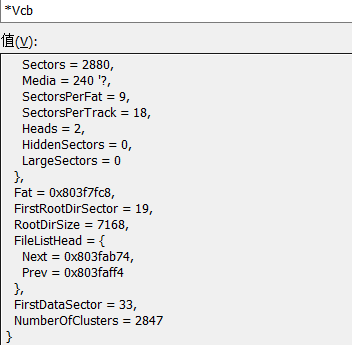 *Vcb
值(V):
Sectors = 2880,
Media = 240 '?,
SectorsPerFat = 9,
SectorsPerTrack = 18,
Heads = 2,
HiddenSectors = 0,
LargeSectors = 0
},
Fat = 0x803f7fc8,
FirstRootDirSector = 19,
RootDirSize = 7168,
FileListHead = {
Next = 0x803fab74,
Prev = 0x803faff4
},
FirstDataSector = 33,
NumberOfClusters = 2847
}